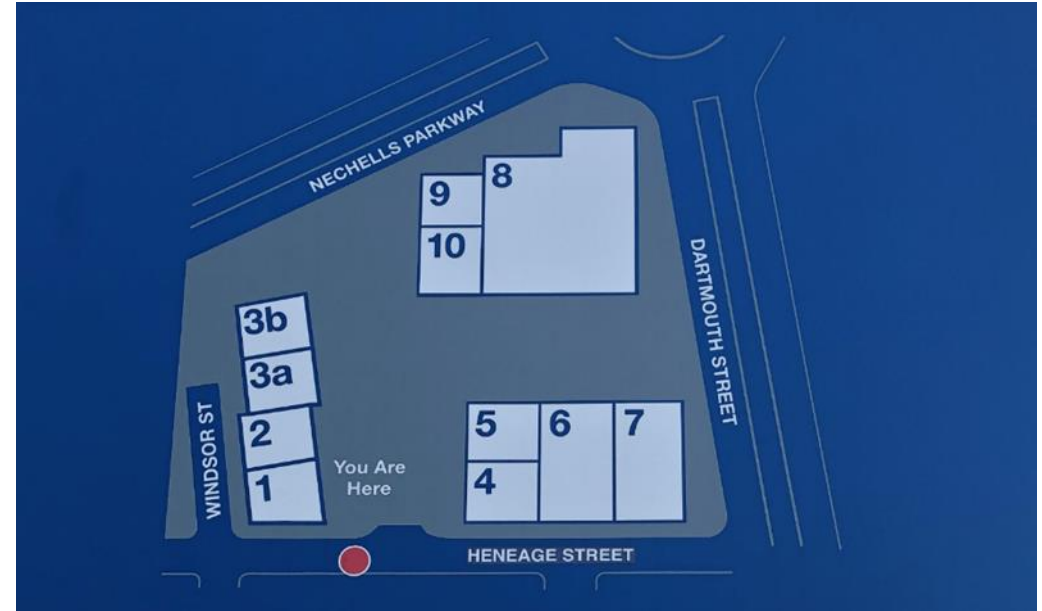 NECHELLS PARKWAY
9
8
10
DARTMOUTH STREET
3b
3a
2
1
WINDSOR ST
You Are
Here
5
6
7
4
HENEAGE STREET